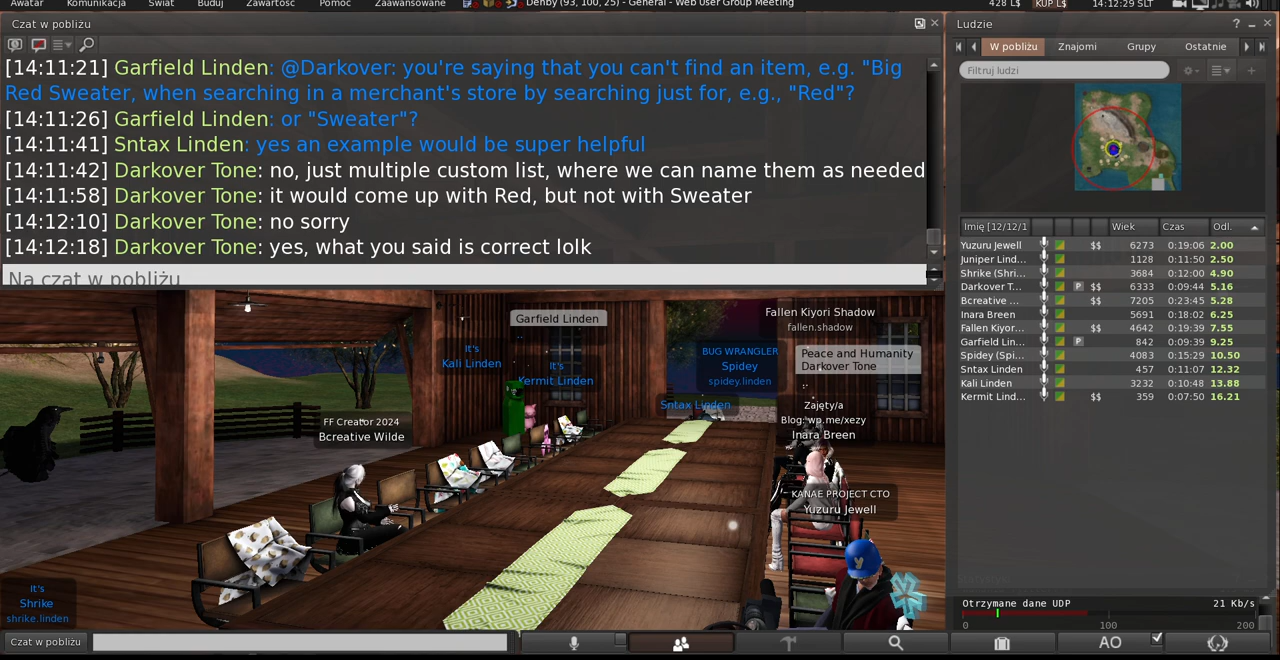 Awatar Komunikacja Świat Buduj Zawartość Pomoc Zaawansowane Denby (93, 100, 25) - General - Web User Group Meeting 428 L$ KUP L$ 14:12:29 SLT
Czat w pobliżu
[14:11:21] Garfield Linden: @Darkover: you're saying that you can't find an item, e.g. "Big
Red Sweater, when searching in a merchant's store by searching just for, e.g., "Red"?
[14:11:26] Garfield Linden: or "Sweater"?
[14:11:41] Sntax Linden: yes an example would be super helpful
[14:11:42] Darkover Tone: no, just multiple custom list, where we can name them as needed
[14:11:58] Darkover Tone: it would come up with Red, but not with Sweater
[14:12:10] Darkover Tone: no sorry
[14:12:18] Darkover Tone: yes, what you said is correct lolk
Na czat w pobliżu
Garfield Linden
It's
Kali Linden
It's
Kermit Linden
BUG WRANGLER
Spidey
spidey.linden
Sntax Linden
Fallen Kiyori Shadow
fallen.shadow
Peace and Humanity
Darkover Tone
Zajęty/a
Blog: wp.me/xezy
Inara Breen
FF Creator 2024
Bcreative Wilde
KANAE PROJECT CTO
Yuzuru Jewell
It's
Shrike
shrike.linden
Czat w pobliżu
AO
Ludzie
? _ ×
W pobliżu Znajomi Grupy Ostatnie
Filtruj ludzi
Imię [12/12/1 Wiek Czas Odl.
Yuzuru Jewell $$ 6273 0:19:06 2.00
Juniper Lind... 1128 0:11:50 2.50
Shrike (Shri... 3684 0:12:00 4.90
Darkover T... P $$ 6333 0:09:44 5.16
Bcreative ... $$ 7205 0:23:45 5.28
Inara Breen 5691 0:18:02 6.25
Fallen Kiyor... $$ 4642 0:19:39 7.55
Garfield Lin... P 842 0:09:39 9.25
Spidey (Spi... 4083 0:15:29 10.50
Sntax Linden 457 0:11:07 12.32
Kali Linden 3232 0:10:48 13.88
Kermit Lind... $$ 359 0:07:50 16.21
Otrzymane dane UDP 21 Kb/s
0 100 200